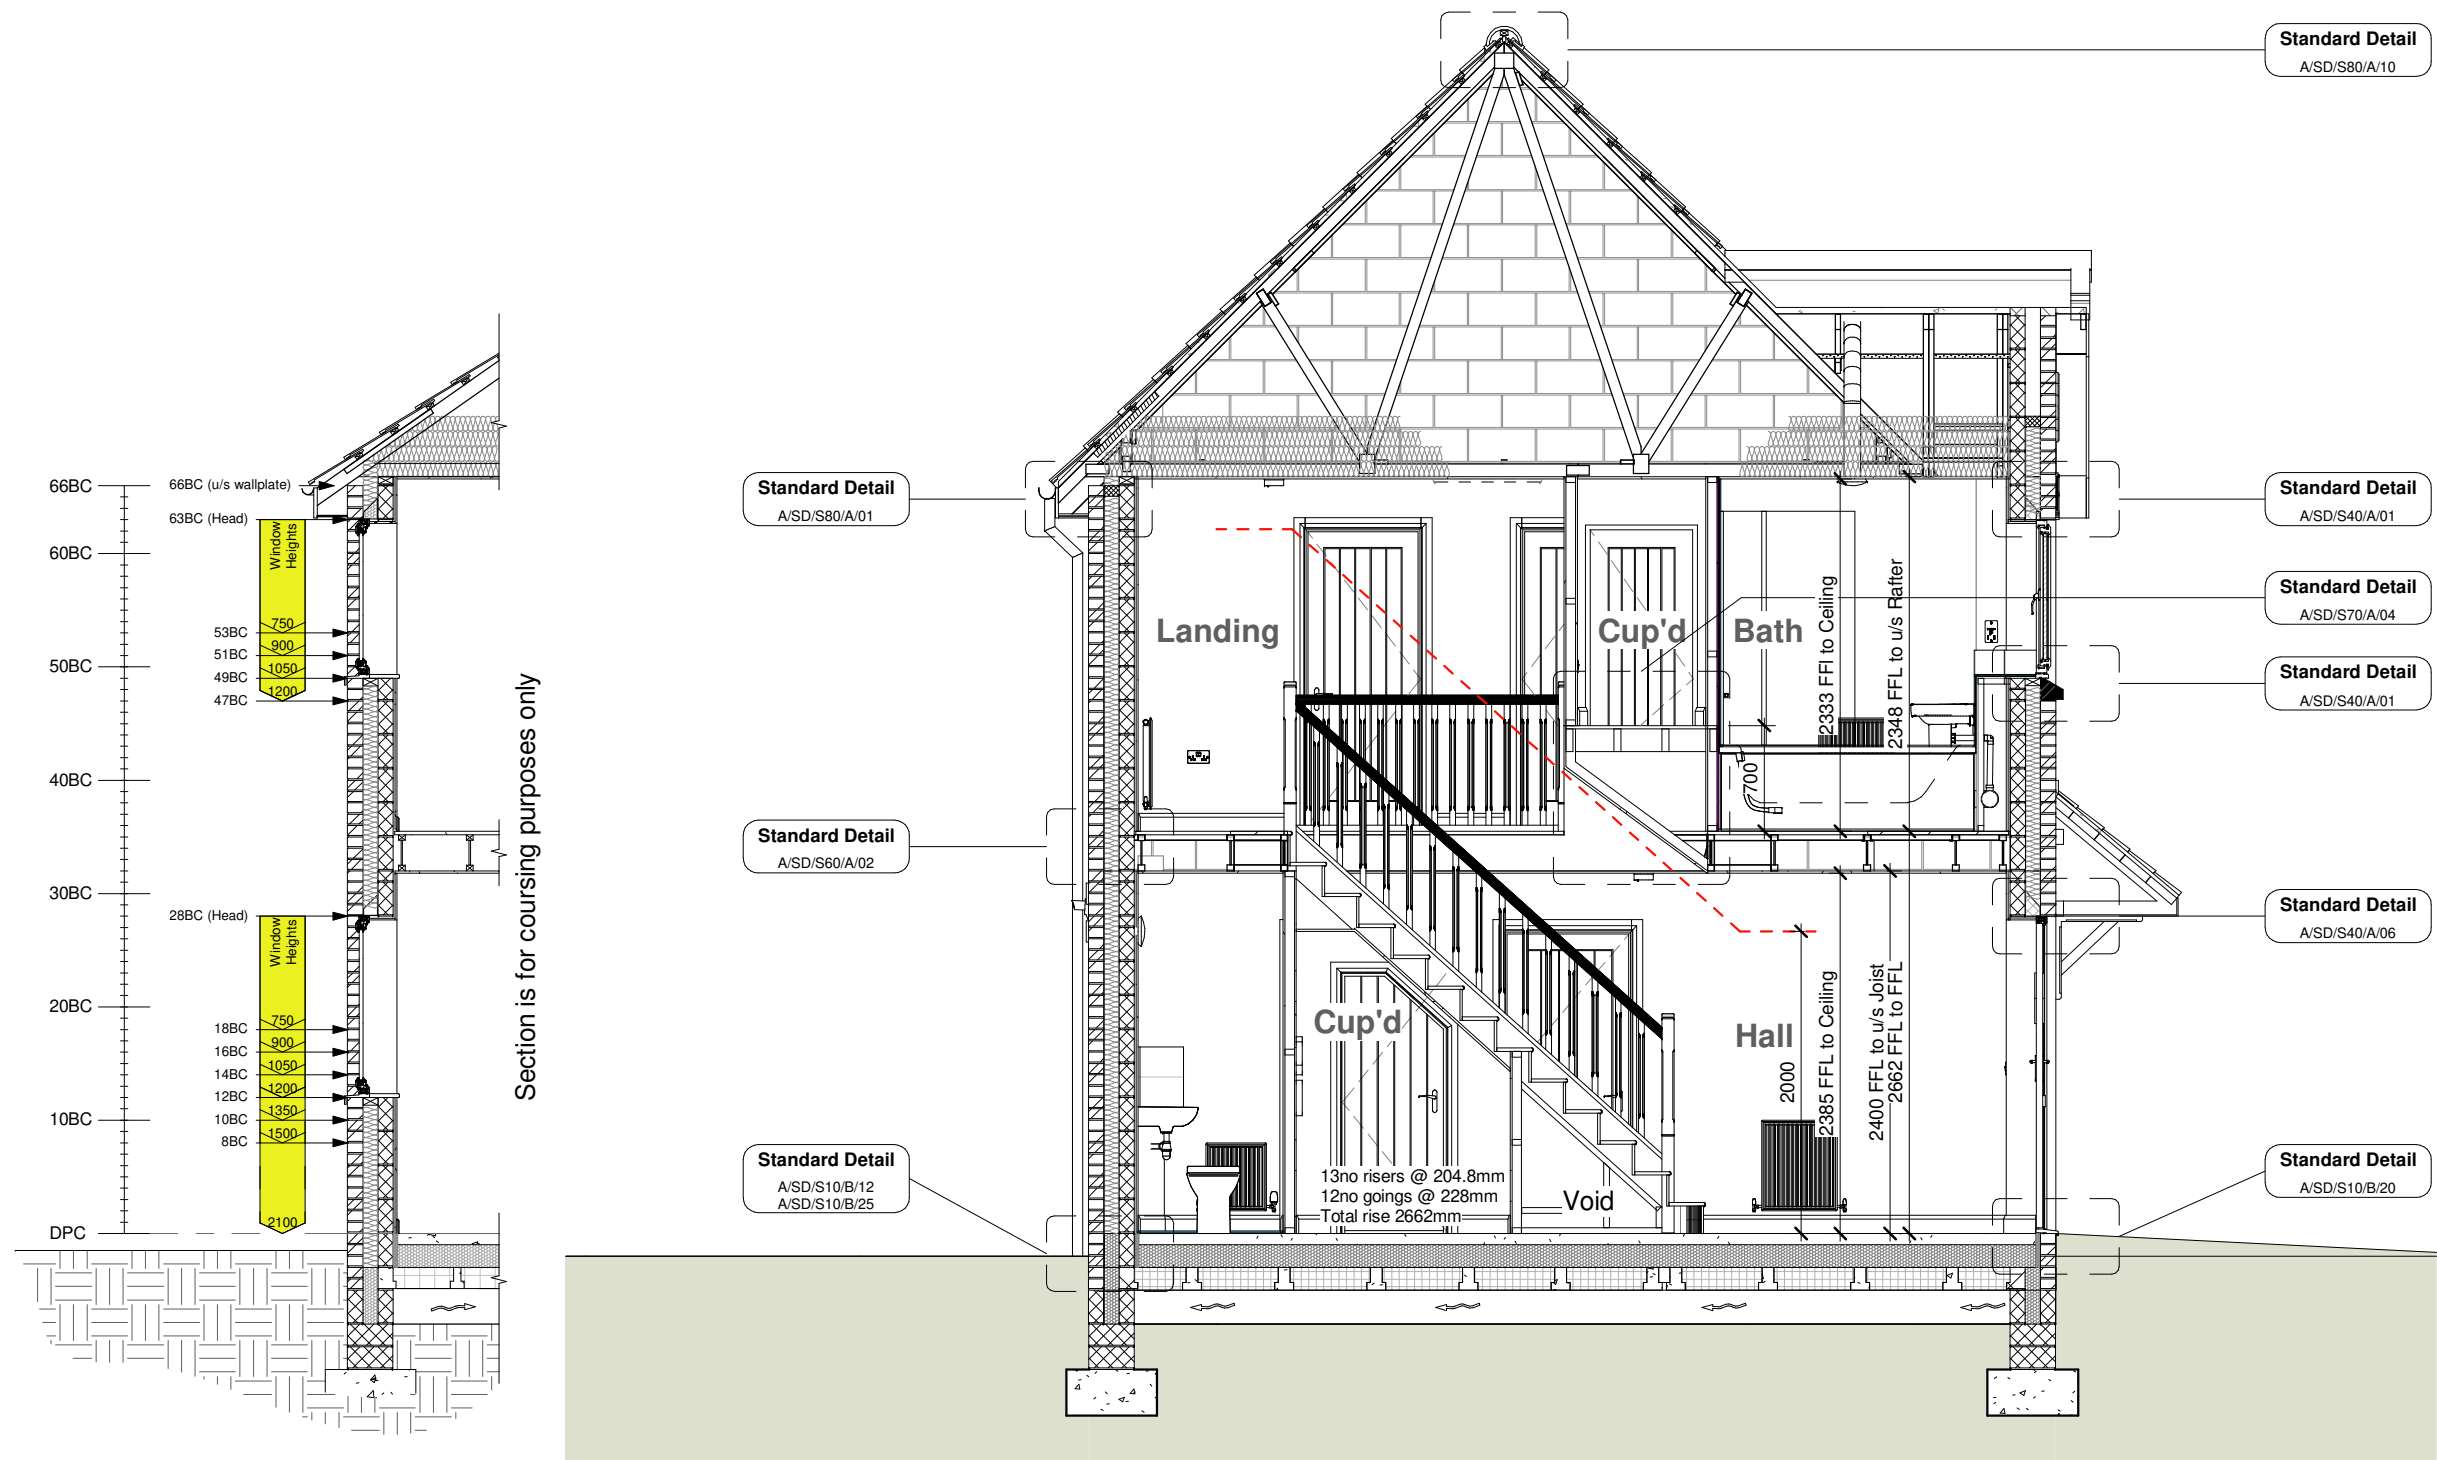 Standard Detail
A/SD/S80/A/10
66BC
60BC
50BC
40BC
30BC
20BC
10BC
DPC
66BC (u/s wallplate)
63BC (Head)
Window
Heights
750
53BC
900
51BC
1050
49BC
1200
47BC
28BC (Head)
Window
Heights
750
18BC
900
16BC
1050
14BC
1200
12BC
1350
10BC
1500
8BC
2100
Section is for coursing purposes only
Standard Detail
A/SD/S80/A/01
Standard Detail
A/SD/S60/A/02
Standard Detail
A/SD/S10/B/12
A/SD/S10/B/25
Landing
Cup'd
Bath
2333 FFl to Ceiling
2348 FFL to u/s Rafter
700
Cup'd
Hall
2000
2385 FFL to Ceiling
2400 FFL to u/s Joist
2662 FFL to FFL
13no risers @ 204.8mm
12no goings @ 228mm
Total rise 2662mm
Void
Standard Detail
A/SD/S40/A/01
Standard Detail
A/SD/S70/A/04
Standard Detail
A/SD/S40/A/01
Standard Detail
A/SD/S40/A/06
Standard Detail
A/SD/S10/B/20